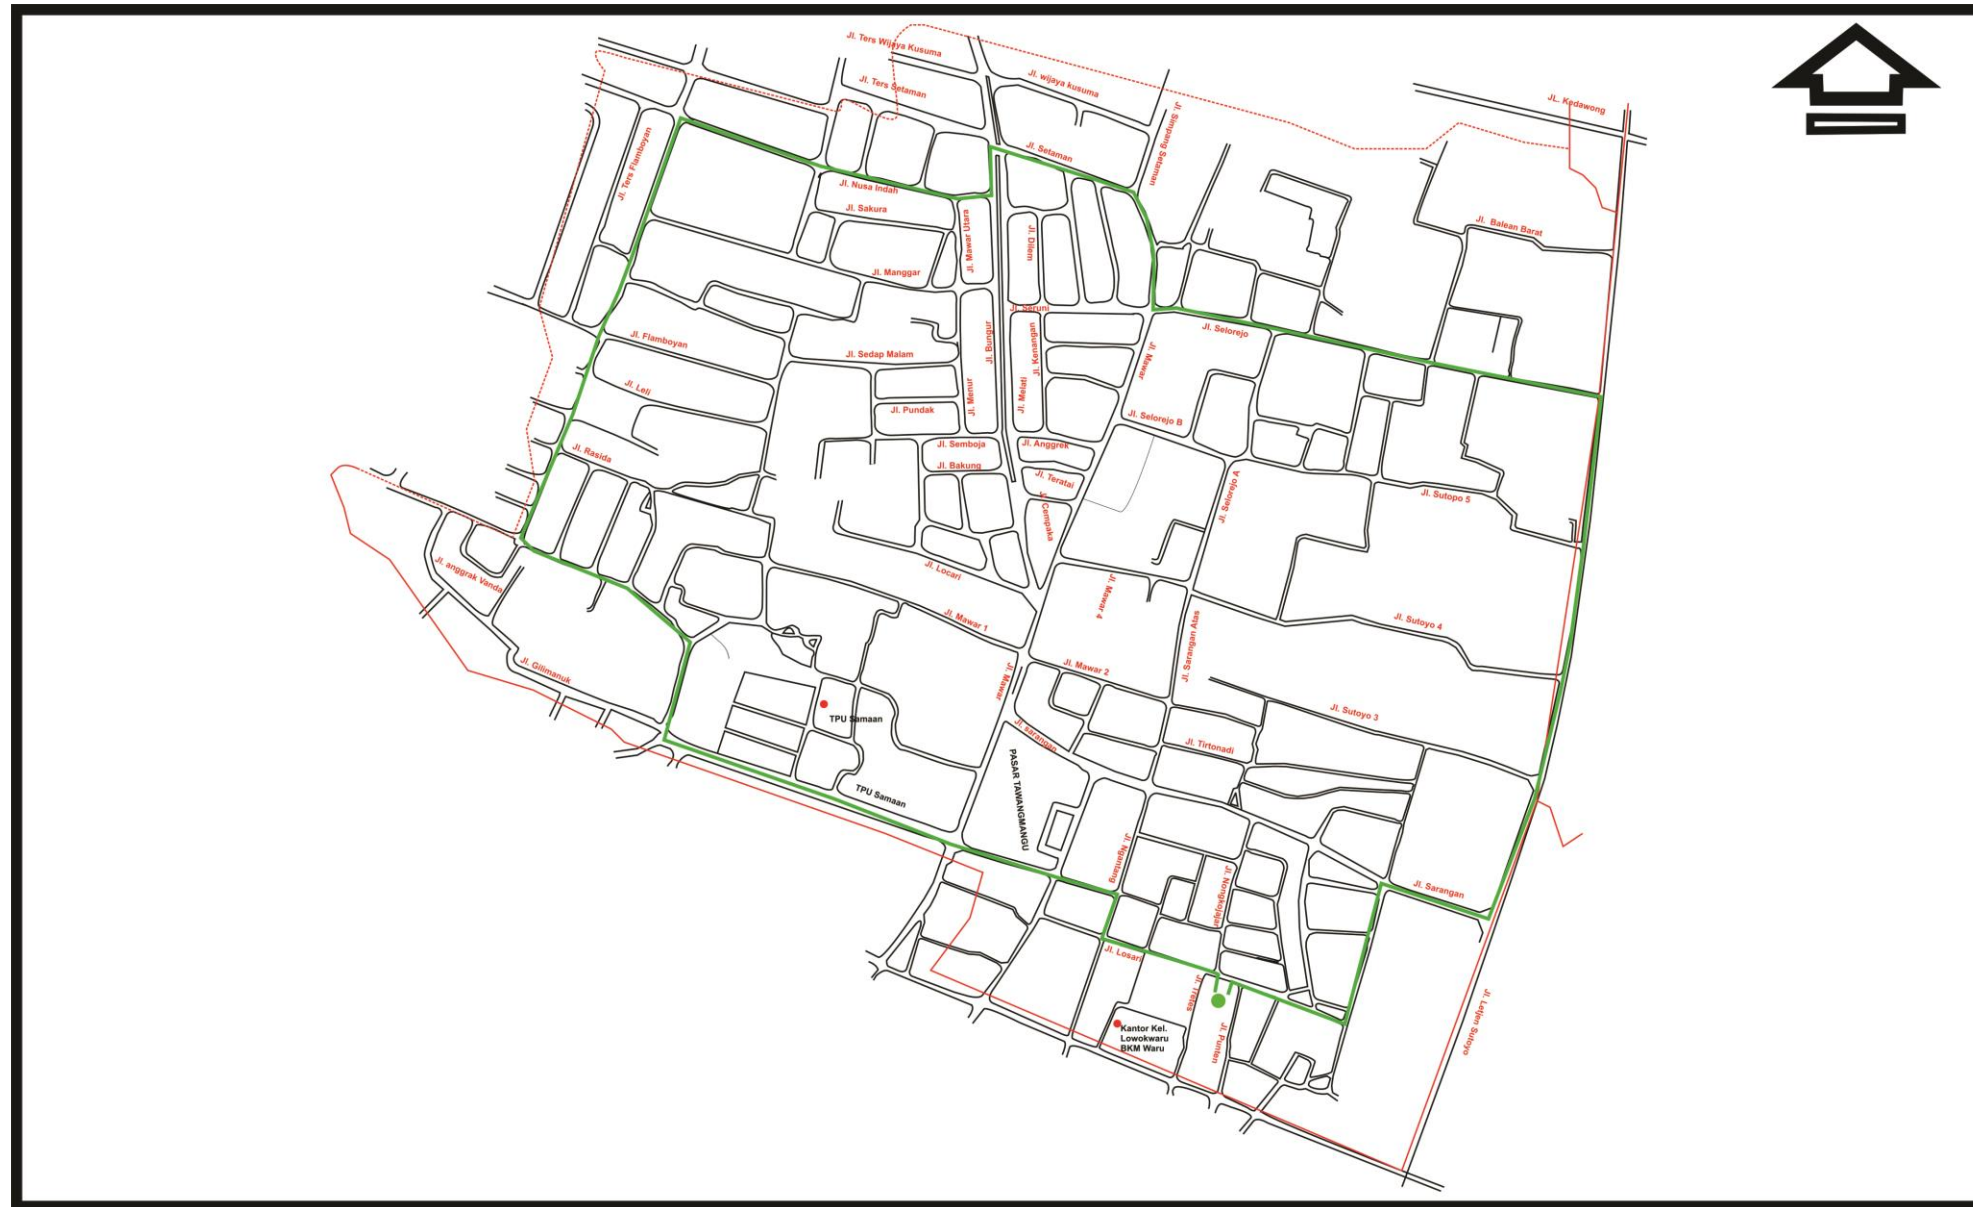 Jl. Ters Wijaya Kusuma
Jl. wijaya kusuma
Jl. Ters Setaman
JL. Kedawong
Jl. Simpang Setaman
Jl. Setaman
Jl. Ters Flamboyan
Jl. Nusa Indah
Jl. Sakura
Jl. Mawar Utara
Jl. Dilem
Jl. Balean Barat
Jl. Manggar
Jl. Seruni
Jl. Selorejo
Jl. Flamboyan
Jl. Sedap Malam
Jl. Bungur
Jl. Kenangan
Jl. Mawar
Jl. Leli
Jl. Menur
Jl. Melati
Jl. Pundak
Jl. Selorejo B
Jl. Semboja
Jl. Anggrek
Jl. Rasida
Jl. Bakung
Jl. Teratai
Jl. Selorejo A
Jl. Sutopo 5
Jl. Cempaka
Jl. anggrak Vanda
Jl. Locari
Jl. Mawar 4
Jl. Mawar 1
Jl. Sarangan Atas
Jl. Sutoyo 4
Jl. Gilimanuk
Jl. Mawar
Jl. Mawar 2
Jl. Sutoyo 3
TPU Samaan
Jl. sarangan
Jl. Tirtonadi
TPU Samaan
PASAR TAWANGMANGU
Jl. Ngantang
Jl. Nongkojajar
Jl. Sarangan
Jl. Losari
Jl. Tretes
Jl. Letjen Sutoyo
Kantor Kel.
Lowokwaru
BKM Waru
Jl. Puntan